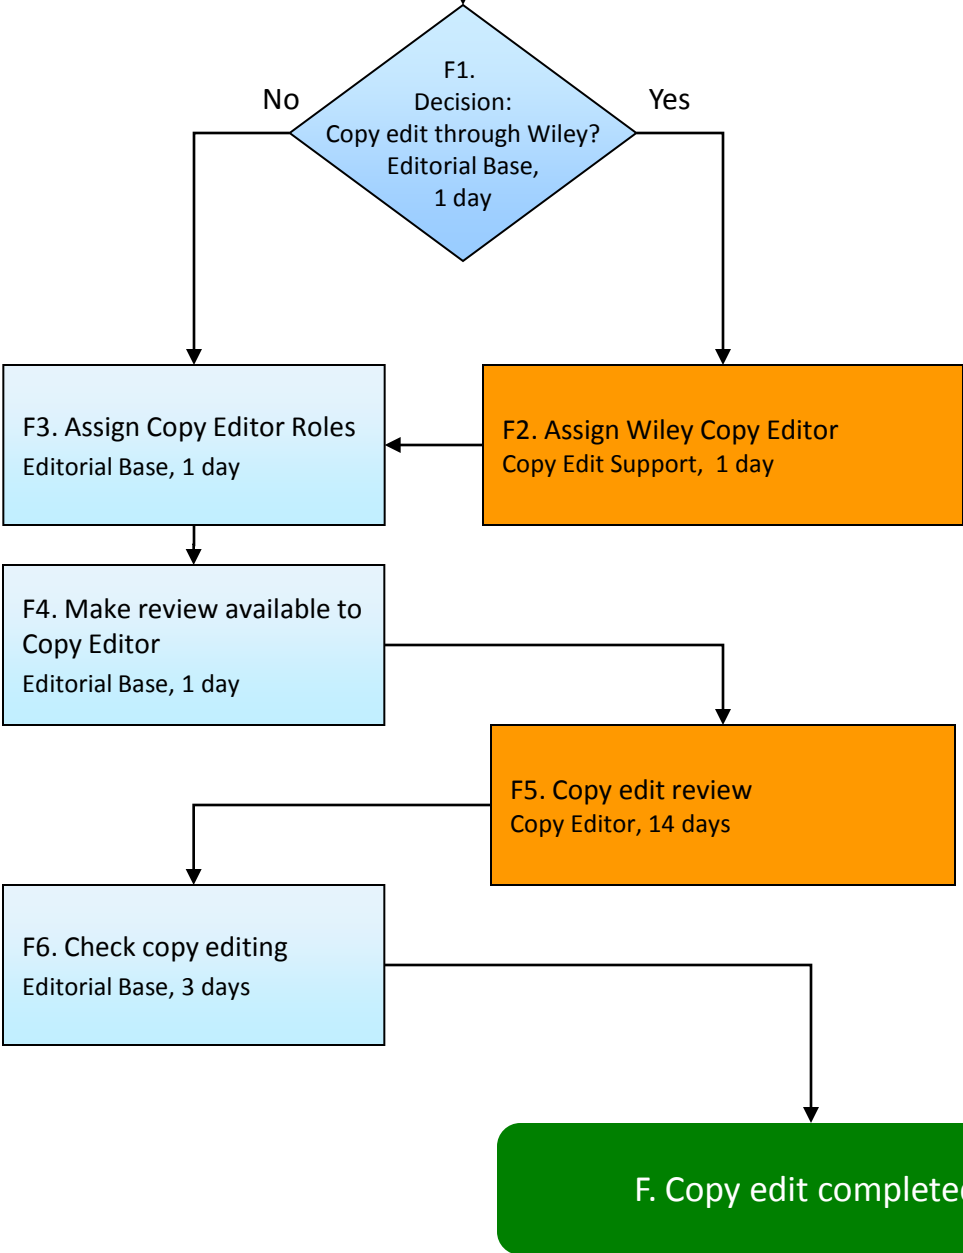 F1.
Decision:
Copy edit through Wiley?
Editorial Base,
1 day
No
Yes
F3. Assign Copy Editor Roles
Editorial Base, 1 day
F2. Assign Wiley Copy Editor
Copy Edit Support,  1 day
F4. Make review available to
Copy Editor
Editorial Base, 1 day
F5. Copy edit review
Copy Editor, 14 days
F6. Check copy editing
Editorial Base, 3 days
F. Copy edit completed